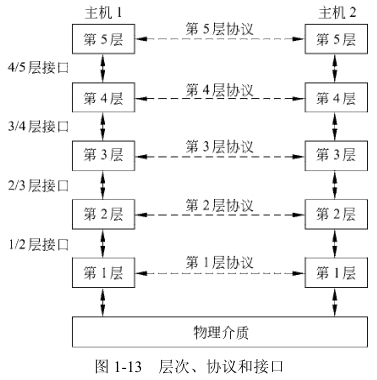 主机 1 主机 2
第 5 层 第 5 层协议 第 5 层
4/5 层接口
第 4 层 第 4 层协议 第 4 层
3/4 层接口
第 3 层 第 3 层协议 第 3 层
2/3 层接口
第 2 层 第 2 层协议 第 2 层
1/2 层接口
第 1 层 第 1 层协议 第 1 层
物理介质
图 1-13 层次、协议和接口